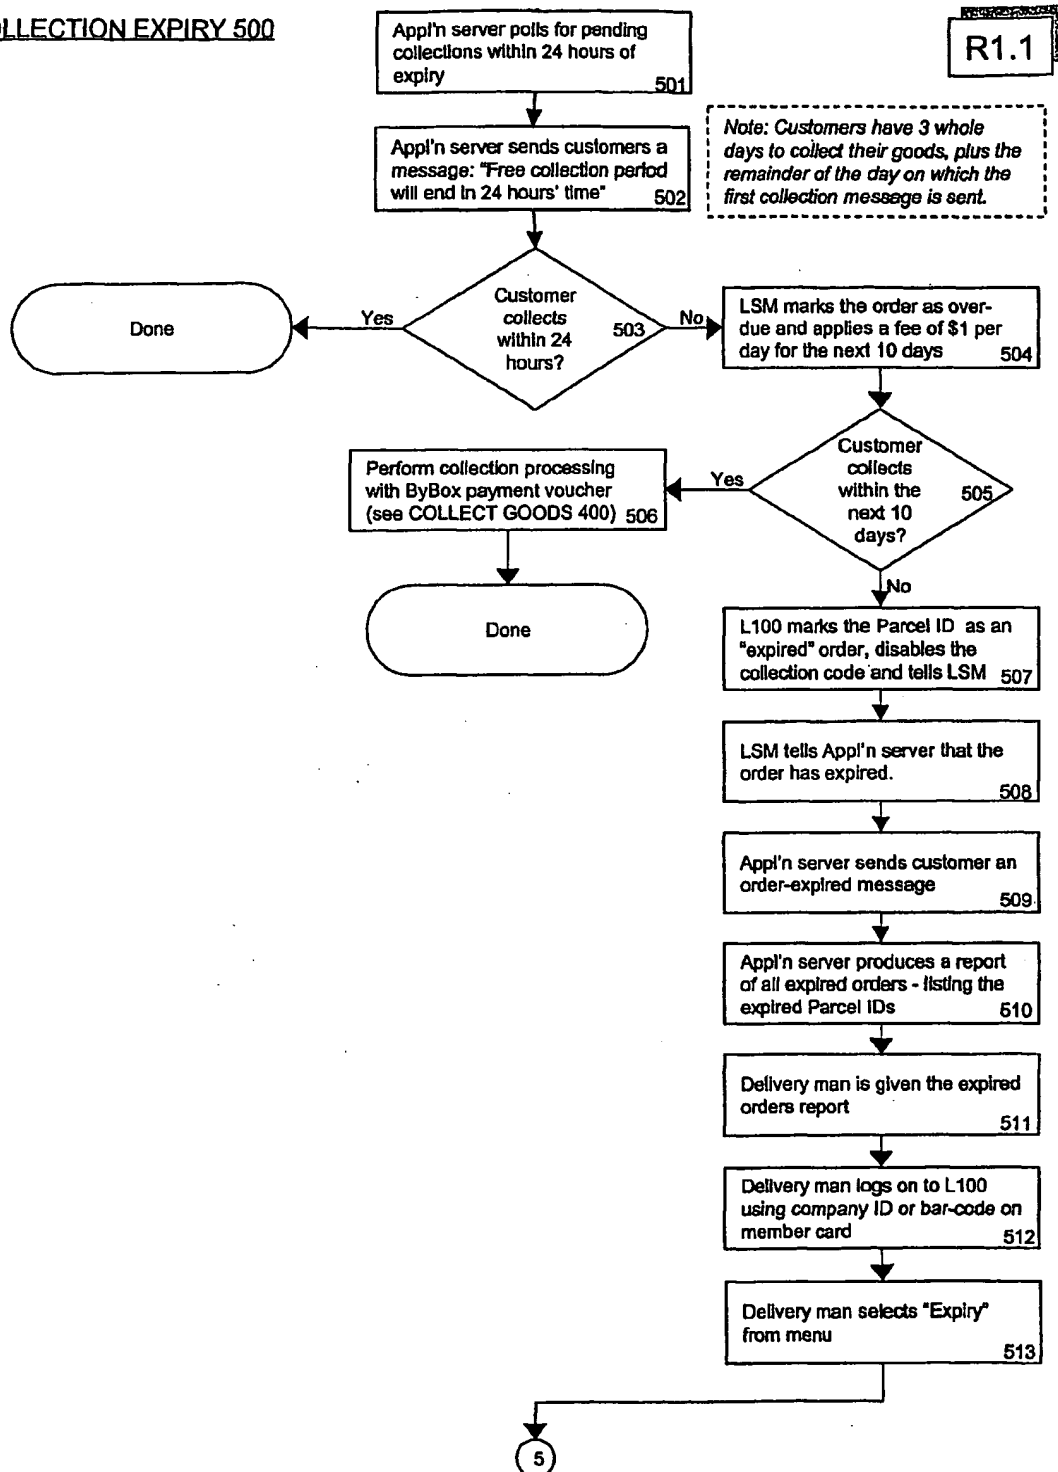 OLLECTION EXPIRY 500
R1.1
Appl'n server polls for pending
collections within 24 hours of
expiry
501
Note: Customers have 3 whole
days to collect their goods, plus the
remainder of the day on which the
first collection message is sent.
Appl'n server sends customers a
message: "Free collection period
will end in 24 hours' time"
502
Customer
collects
within 24
hours?
503
Yes
Done
No
LSM marks the order as over-
due and applies a fee of $1 per
day for the next 10 days
504
Customer
collects
within the
next 10
days?
505
Yes
Perform collection processing
with ByBox payment voucher
(see COLLECT GOODS 400)
506
Done
No
L100 marks the Parcel ID as an
"expired" order, disables the
collection code and tells LSM
507
LSM tells Appl'n server that the
order has expired.
508
Appl'n server sends customer an
order-expired message
509
Appl'n server produces a report
of all expired orders - listing the
expired Parcel IDs
510
Delivery man is given the expired
orders report
511
Delivery man logs on to L100
using company ID or bar-code on
member card
512
Delivery man selects "Expiry"
from menu
513
5